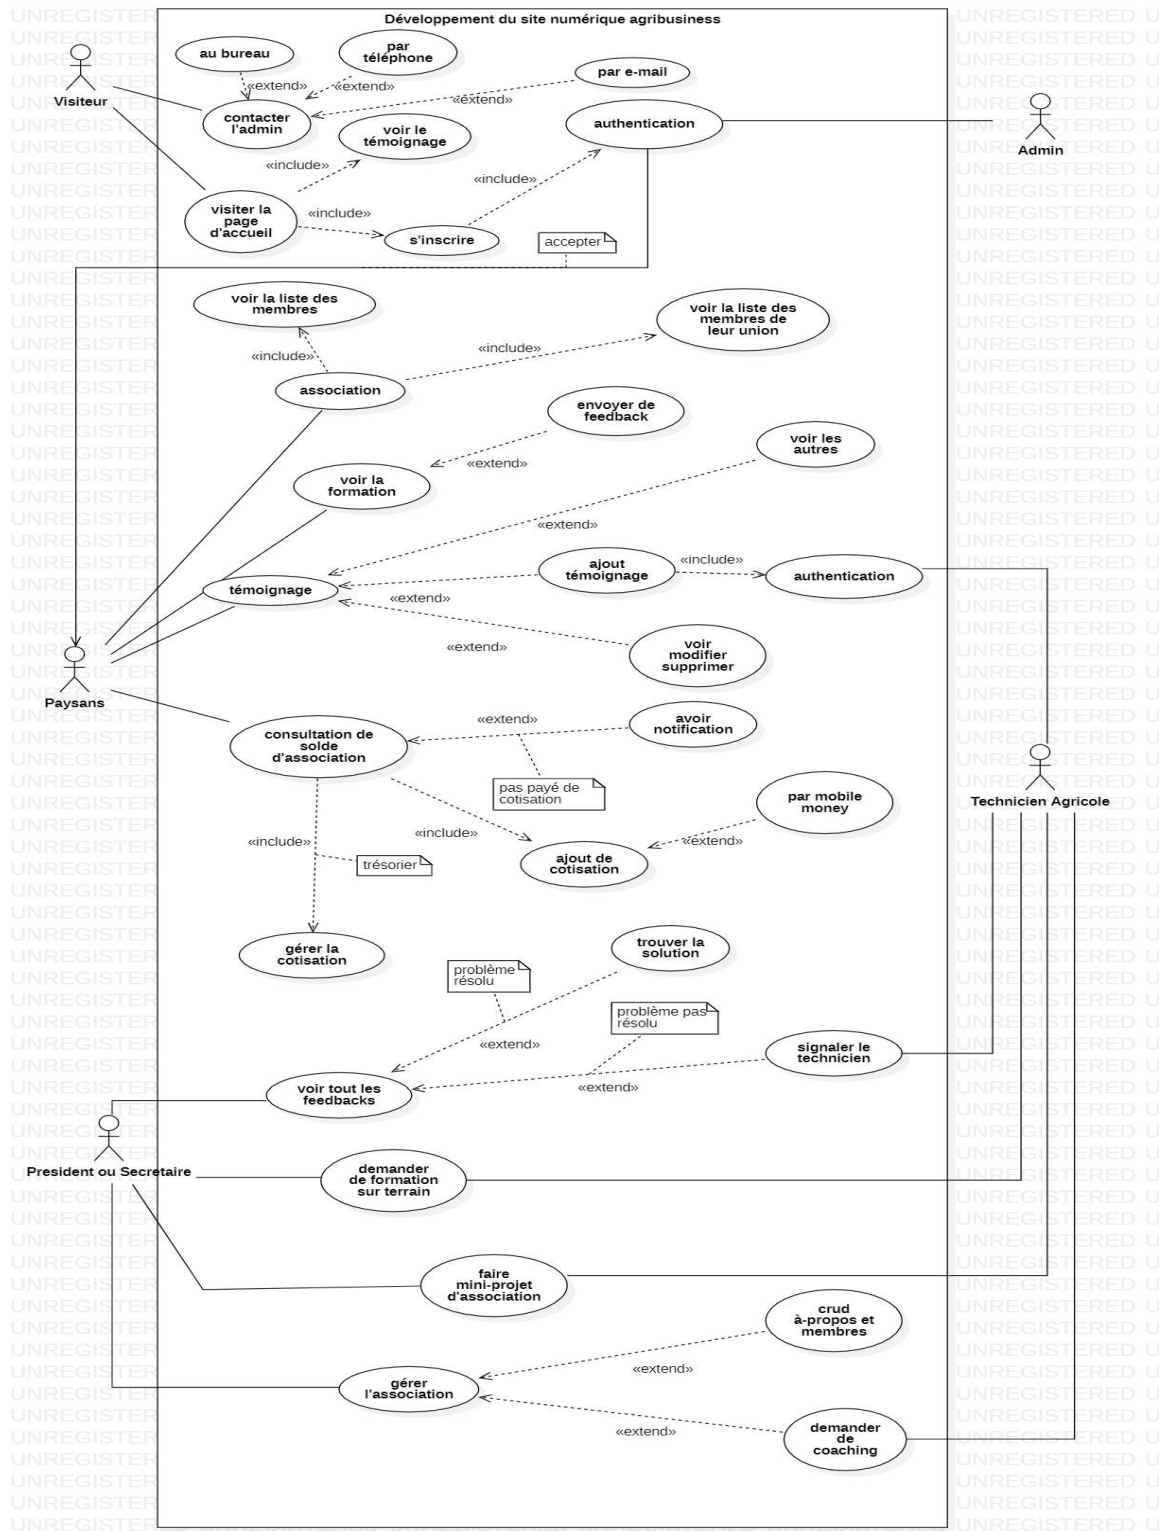 Développement du site numérique agribusiness
au bureau
par
téléphone
par e-mail
«extend»
«extend»
«extend»
Visiteur
contacter
l'admin
authentication
voir le
témoignage
Admin
«include»
«include»
visiter la
page
d'accueil
«include»
s'inscrire
accepter
voir la liste des
membres
voir la liste des
membres de
leur union
«include»
«include»
association
envoyer de
feedback
voir les
autres
«extend»
voir la
formation
«extend»
ajout
témoignage
«include»
authentication
témoignage
«extend»
«extend»
voir
modifier
supprimer
Paysans
consultation de
solde
d'association
«extend»
avoir
notification
pas payé de
cotisation
par mobile
money
Technicien Agricole
«include»
«include»
«extend»
trésorier
ajout de
cotisation
gérer la
cotisation
trouver la
solution
problème
résolu
problème pas
résolu
«extend»
signaler le
technicien
voir tout les
feedbacks
«extend»
President ou Secretaire
demander
de formation
sur terrain
faire
mini-projet
d'association
crud
à-propos et
membres
«extend»
gérer
l'association
«extend»
demander
de
coaching
UNREGISTERED